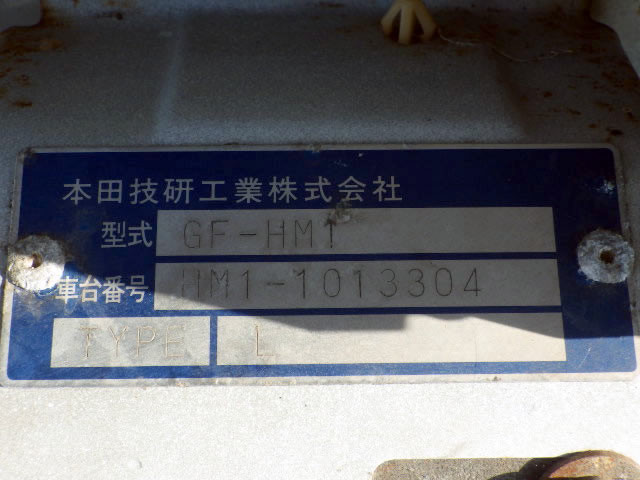 本田技研工業株式会社
型式 GF-HM1
車台番号 HM1-1013304
TYPE L